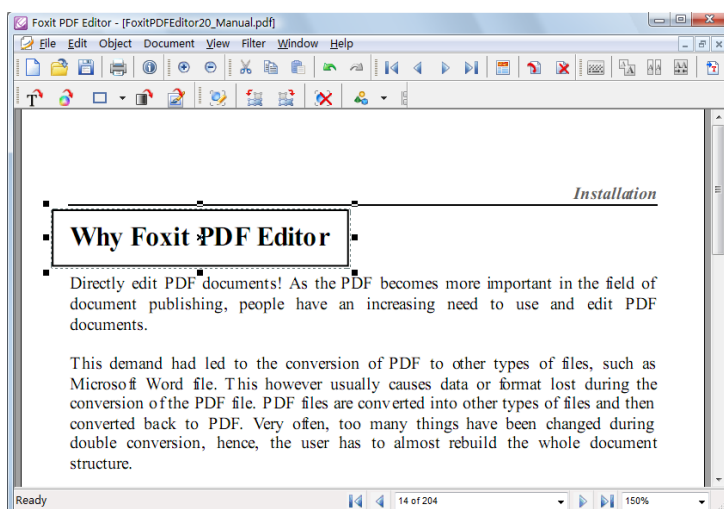 Foxit PDF Editor - [FoxitPDFEditor20_Manual.pdf]
File Edit Object Document View Filter Window Help
Installation
Why Foxit PDF Editor
Directly edit PDF documents! As the PDF becomes more important in the field of
document publishing, people have an increasing need to use and edit PDF
documents.
This demand had led to the conversion of PDF to other types of files, such as
Microsoft Word file. This however usually causes data or format lost during the
conversion of the PDF file. PDF files are converted into other types of files and then
converted back to PDF. Very often, too many things have been changed during
double conversion, hence, the user has to almost rebuild the whole document
structure.
Ready 14 of 204 150%